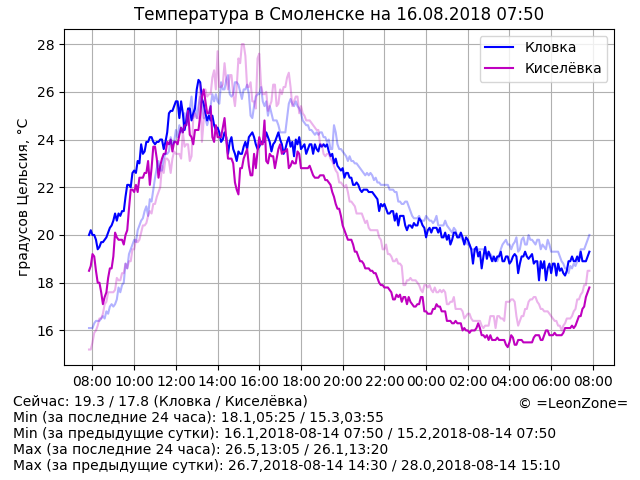 Температура в Смоленске на 16.08.2018 07:50
Кловка
Киселёвка
градусов Цельсия, °C
28
26
24
22
20
18
16
08:00 10:00 12:00 14:00 16:00 18:00 20:00 22:00 00:00 02:00 04:00 06:00 08:00
Сейчас: 19.3 / 17.8 (Кловка / Киселёвка)
© =LeonZone=
Min (за последние 24 часа): 18.1,05:25 / 15.3,03:55
Min (за предыдущие сутки): 16.1,2018-08-14 07:50 / 15.2,2018-08-14 07:50
Max (за последние 24 часа): 26.5,13:05 / 26.1,13:20
Max (за предыдущие сутки): 26.7,2018-08-14 14:30 / 28.0,2018-08-14 15:10